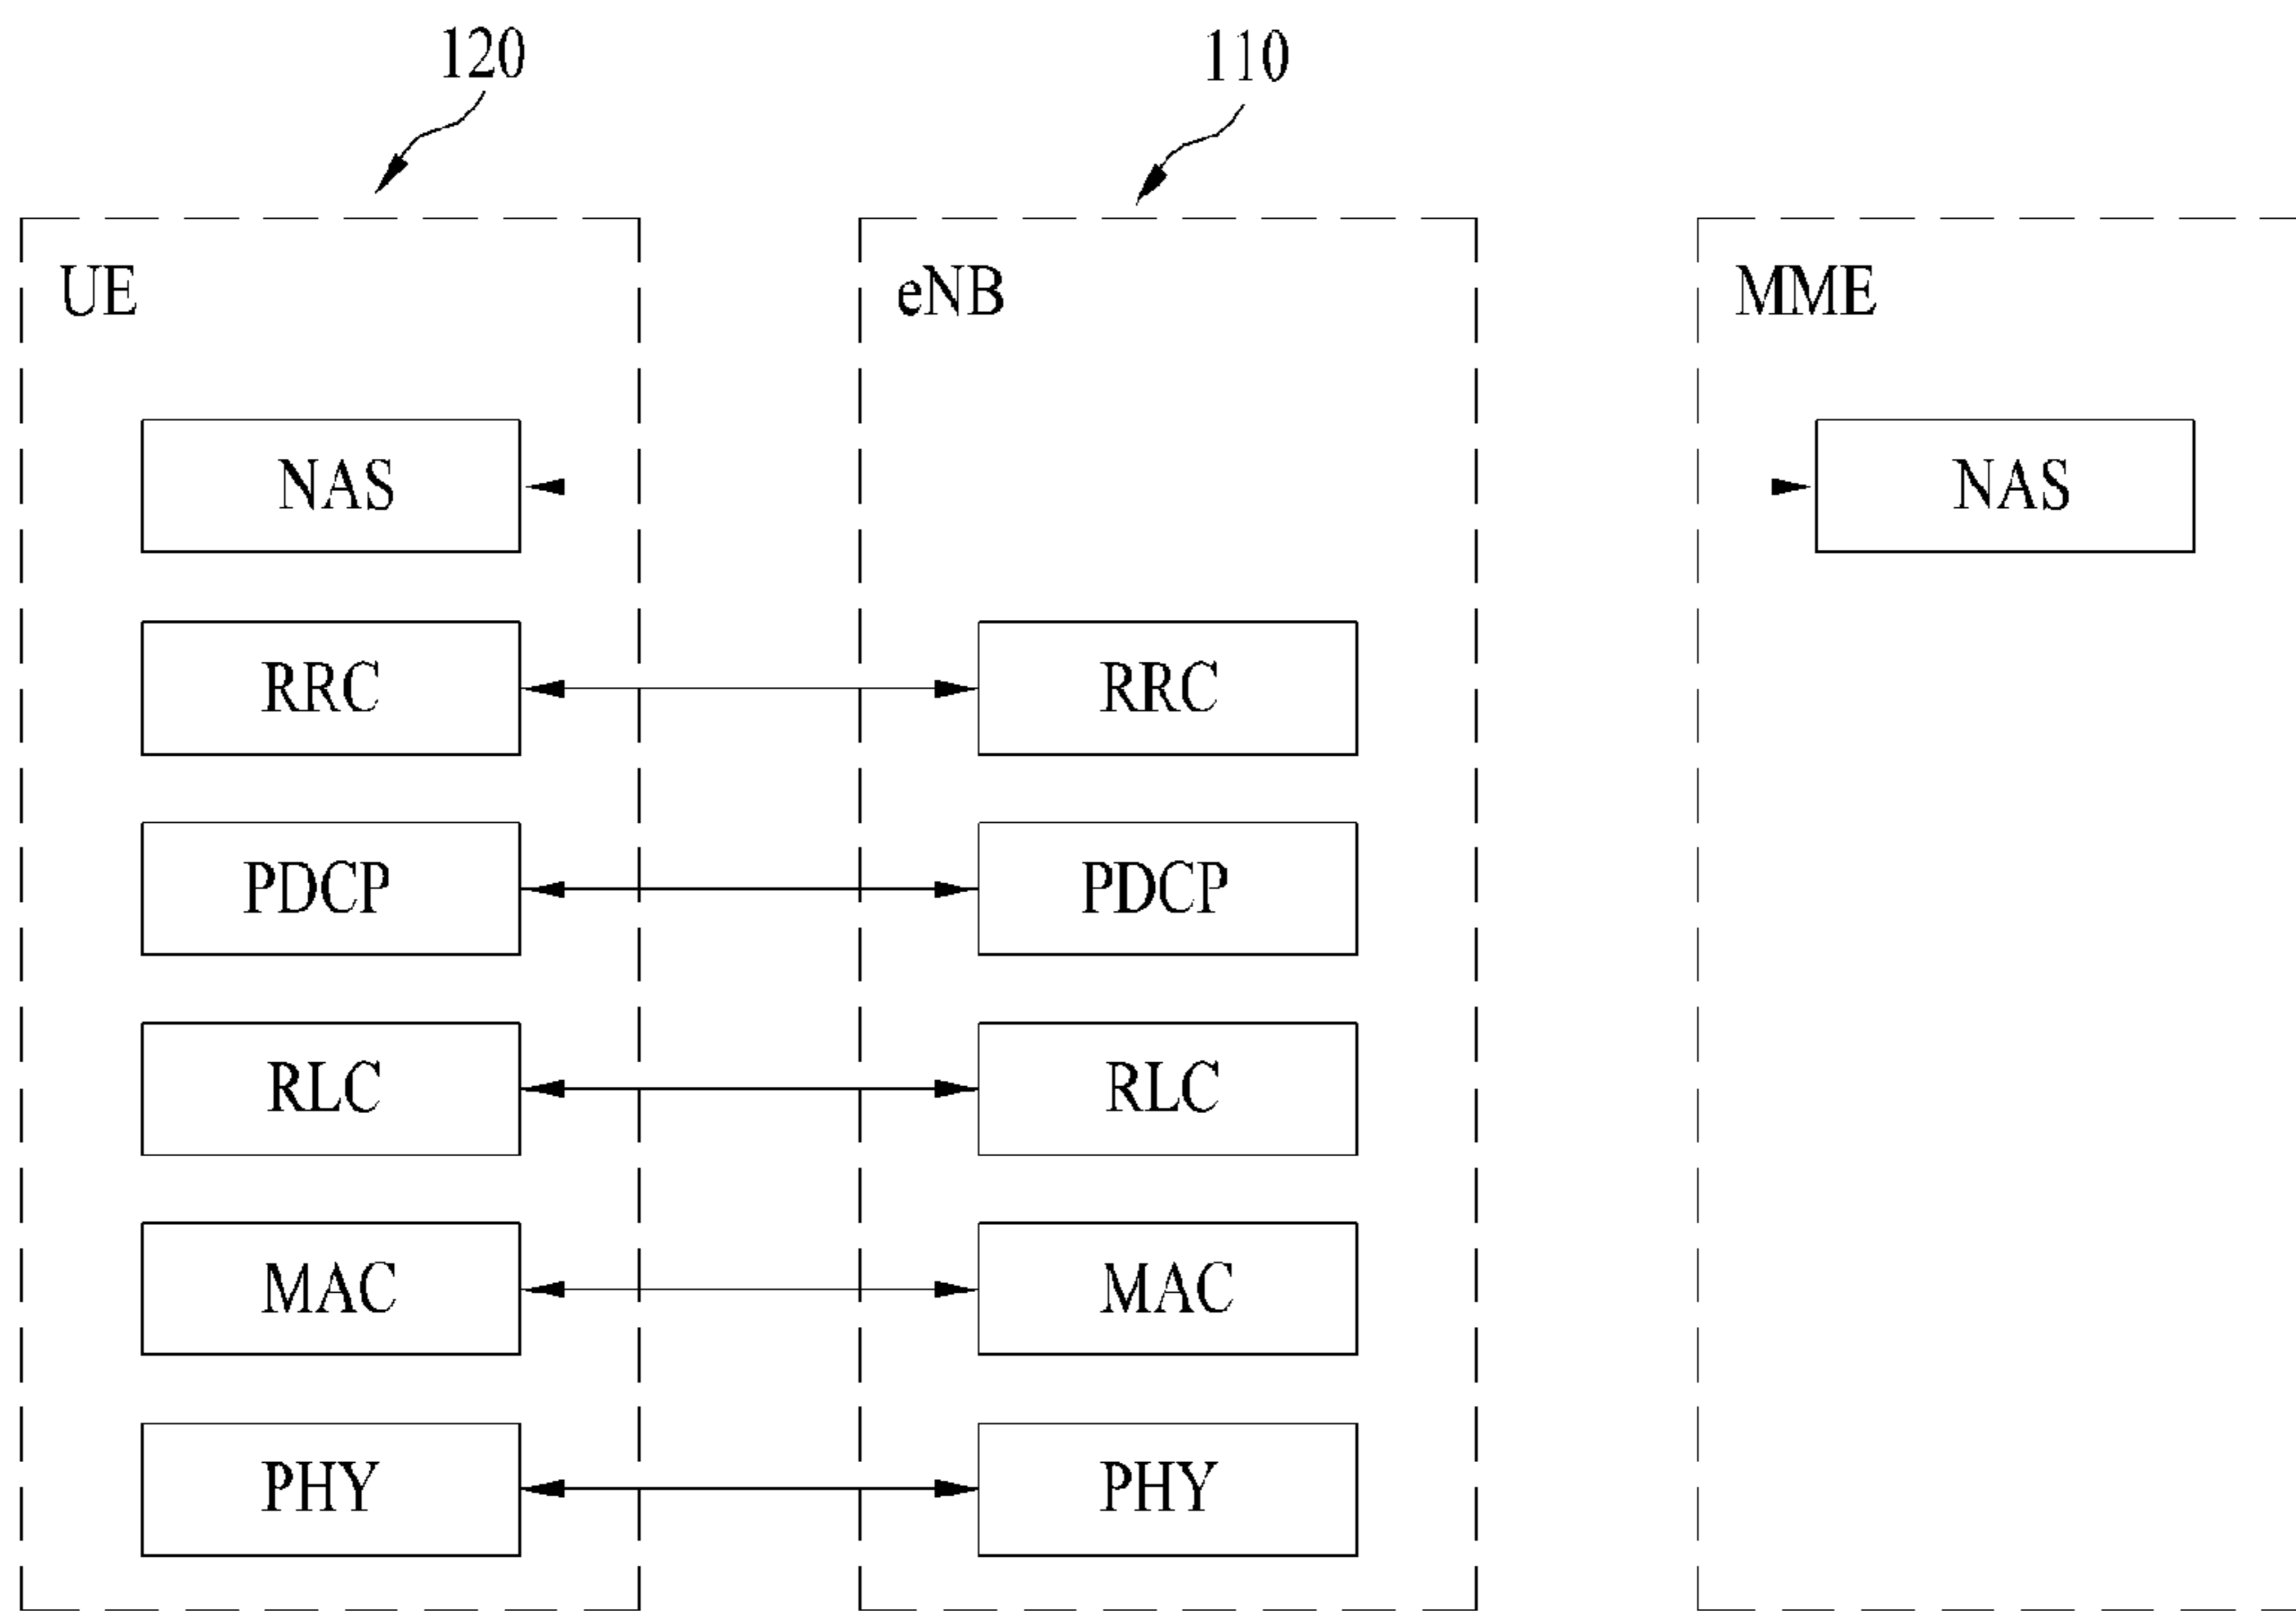 120
110
UE
eNB
MME
NAS
NAS
RRC
RRC
PDCP
PDCP
RLC
RLC
MAC
MAC
PHY
PHY